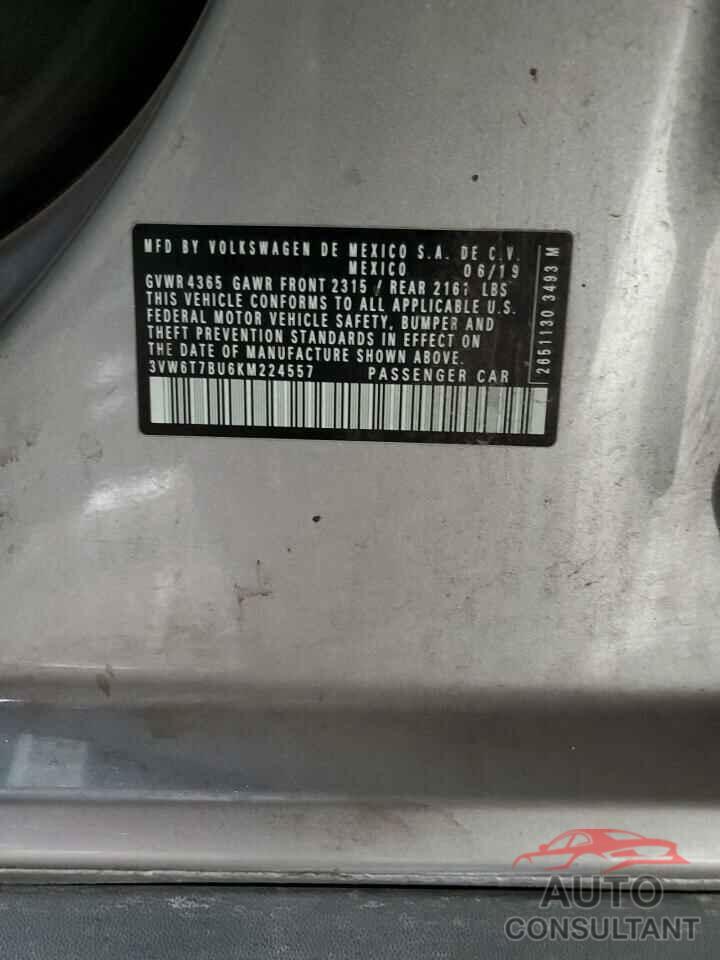 MFD BY VOLKSWAGEN DE MEXICO S.A. DE C.V.
MEXICO 06/19
GVWR 4365 GAWR FRONT 2315 / REAR 2161 LBS
THIS VEHICLE CONFORMS TO ALL APPLICABLE U.S.
FEDERAL MOTOR VEHICLE SAFETY, BUMPER AND
THEFT PREVENTION STANDARDS IN EFFECT ON
THE DATE OF MANUFACTURE SHOWN ABOVE.
3VW6T7BU6KM224557 PASSENGER CAR
2651130 3493 M
AUTO
CONSULTANT